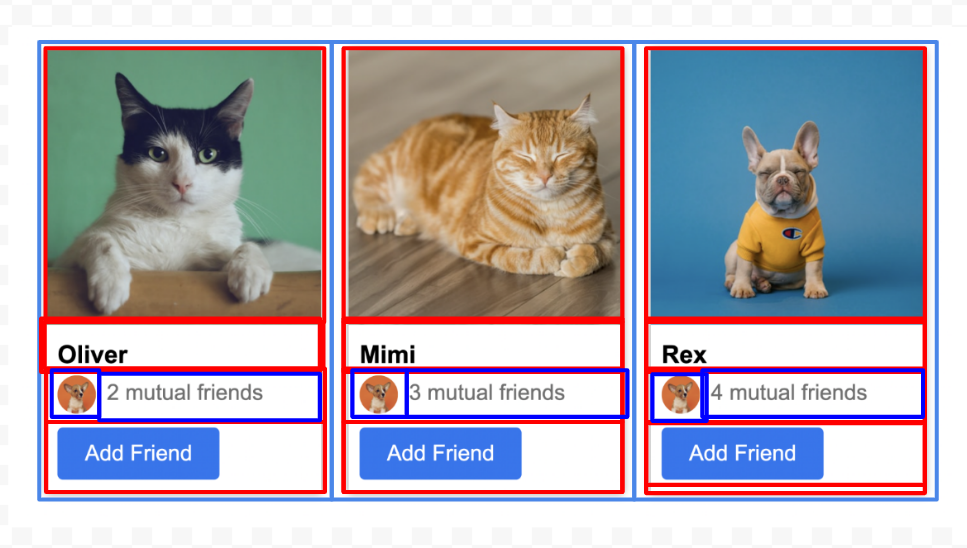 Oliver
2 mutual friends
Add Friend
Mimi
3 mutual friends
Add Friend
Rex
4 mutual friends
Add Friend